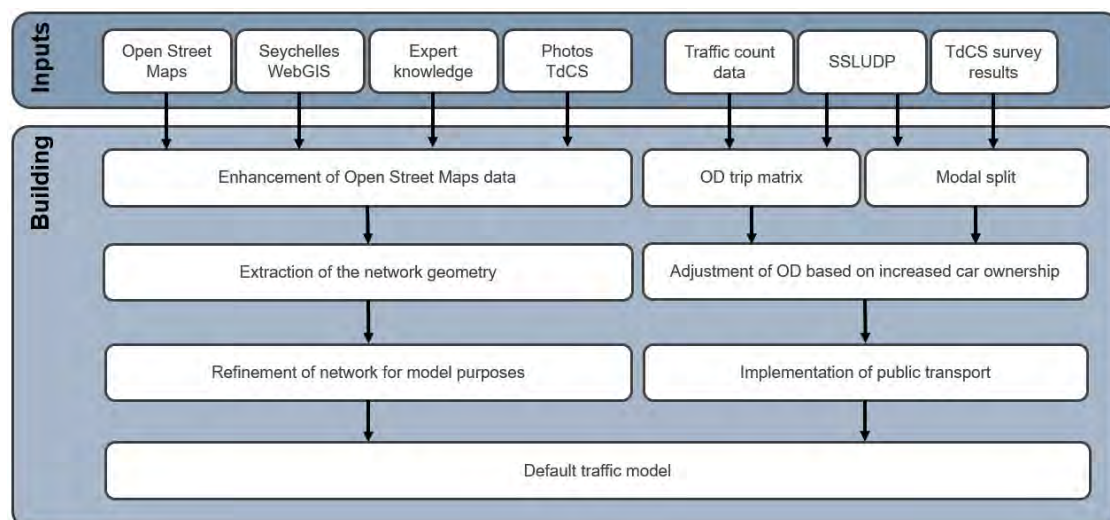 Inputs
Open Street
Maps
Seychelles
WebGIS
Expert
knowledge
Photos
TdCS
Traffic count
data
SSLUDP
TdCS survey
results
Building
Enhancement of Open Street Maps data
OD trip matrix
Modal split
Extraction of the network geometry
Adjustment of OD based on increased car ownership
Refinement of network for model purposes
Implementation of public transport
Default traffic model